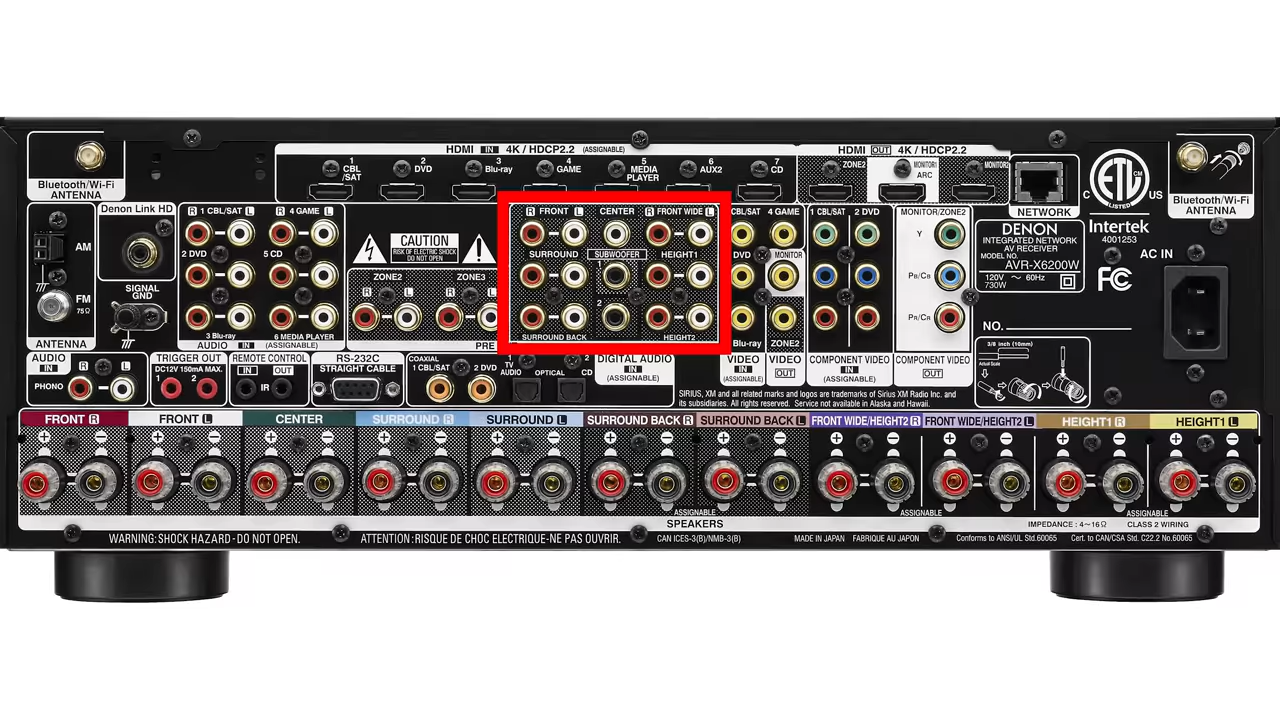 HDMI IN 4K / HDCP2.2 (ASSIGNABLE)
HDMI OUT 4K / HDCP2.2
Bluetooth/Wi-Fi
ANTENNA
1
CBL
/SAT
2
DVD
3
Blu-ray
4
GAME
5
MEDIA
PLAYER
6
AUX2
7
CD
ZONE2
MONITOR1
ARC
MONITOR2
NETWORK
C
ETL
CM
LISTED
US
Intertek
4001253
Bluetooth/Wi-Fi
ANTENNA
AM
FM
75Ω
ANTENNA
Denon Link HD
SIGNAL
GND
R 1 CBL/SAT L
R 4 GAME L
2 DVD
5 CD
3 Blu-ray
6 MEDIA PLAYER
AUDIO IN (ASSIGNABLE)
CAUTION
RISK OF ELECTRIC SHOCK
DO NOT OPEN
ZONE2
R L
ZONE3
R L
PRE
R FRONT L
CENTER
R FRONT WIDE L
SURROUND
SUBWOOFER
1
HEIGHT1
2
SURROUND BACK
HEIGHT2
CBL/SAT
4 GAME
DVD
MONITOR
Blu-ray
ZONE2
VIDEO
IN
(ASSIGNABLE)
VIDEO
OUT
1 CBL/SAT
2 DVD
COMPONENT VIDEO
IN
(ASSIGNABLE)
MONITOR/ZONE2
Y
PB/CB
PR/CR
COMPONENT VIDEO
OUT
DENON
INTEGRATED NETWORK
AV RECEIVER
MODEL NO.
AVR-X6200W
120V ~ 60Hz
730W
FC
AC IN
NO.
3/8 inch (10mm)
Actual Scale
AUDIO
IN
R L
PHONO
TRIGGER OUT
DC12V 150mA MAX.
1 2
REMOTE CONTROL
IN OUT
IR
RS-232C
STRAIGHT CABLE
COAXIAL
1 CBL/SAT 2 DVD
1
TV
AUDIO
OPTICAL
2
CD
DIGITAL AUDIO
IN
(ASSIGNABLE)
SIRIUS, XM and all related marks and logos are trademarks of Sirius XM Radio Inc. and
its subsidiaries. All rights reserved. Service not available in Alaska and Hawaii.
FRONT R
FRONT L
CENTER
SURROUND R
SURROUND L
SURROUND BACK R
SURROUND BACK L
FRONT WIDE/HEIGHT2 R
FRONT WIDE/HEIGHT2 L
HEIGHT1 R
HEIGHT1 L
ASSIGNABLE
ASSIGNABLE
ASSIGNABLE
SPEAKERS
IMPEDANCE : 4~16Ω
CLASS 2 WIRING
WARNING: SHOCK HAZARD - DO NOT OPEN.
ATTENTION : RISQUE DE CHOC ELECTRIQUE-NE PAS OUVRIR.
CAN ICES-3(B)/NMB-3(B)
MADE IN JAPAN
FABRIQUE AU JAPON
Conforms to ANSI/UL Std.60065
Cert. to CAN/CSA Std. C22.2 No.60065